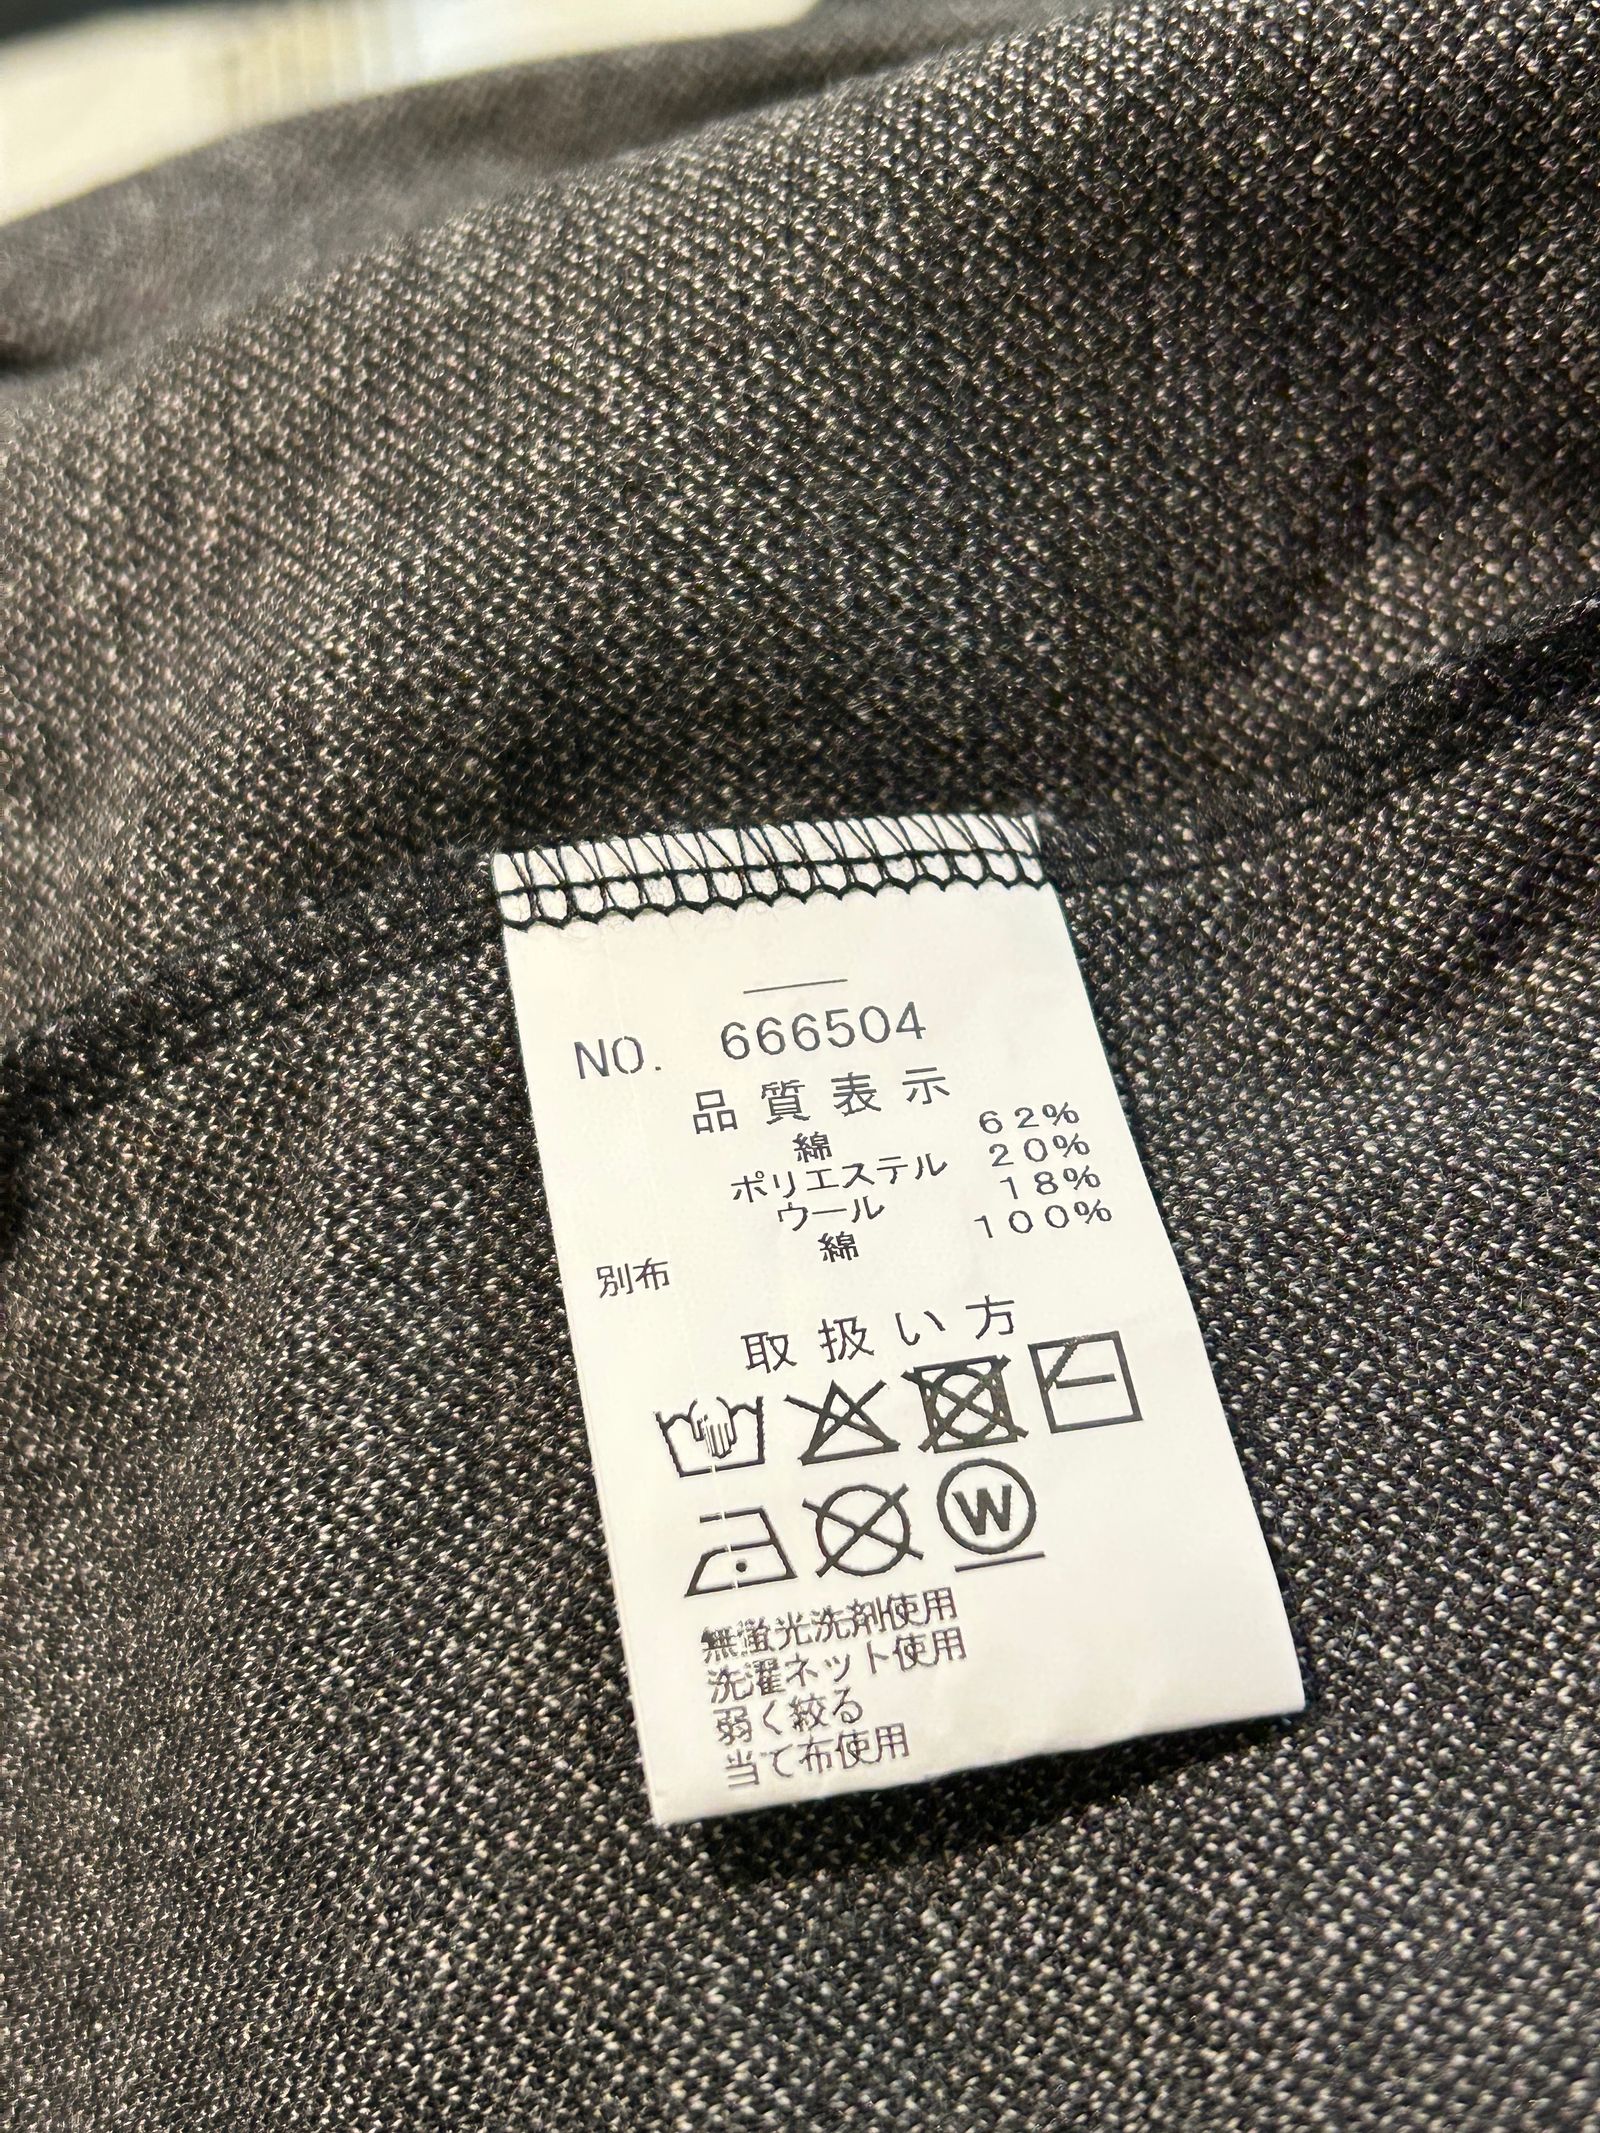 NO. 666504
品質表示
綿 62%
ポリエステル 20%
ウール 18%
別布 綿 100%
取扱い方
W
無蛍光洗剤使用
洗濯ネット使用
弱く絞る
当て布使用